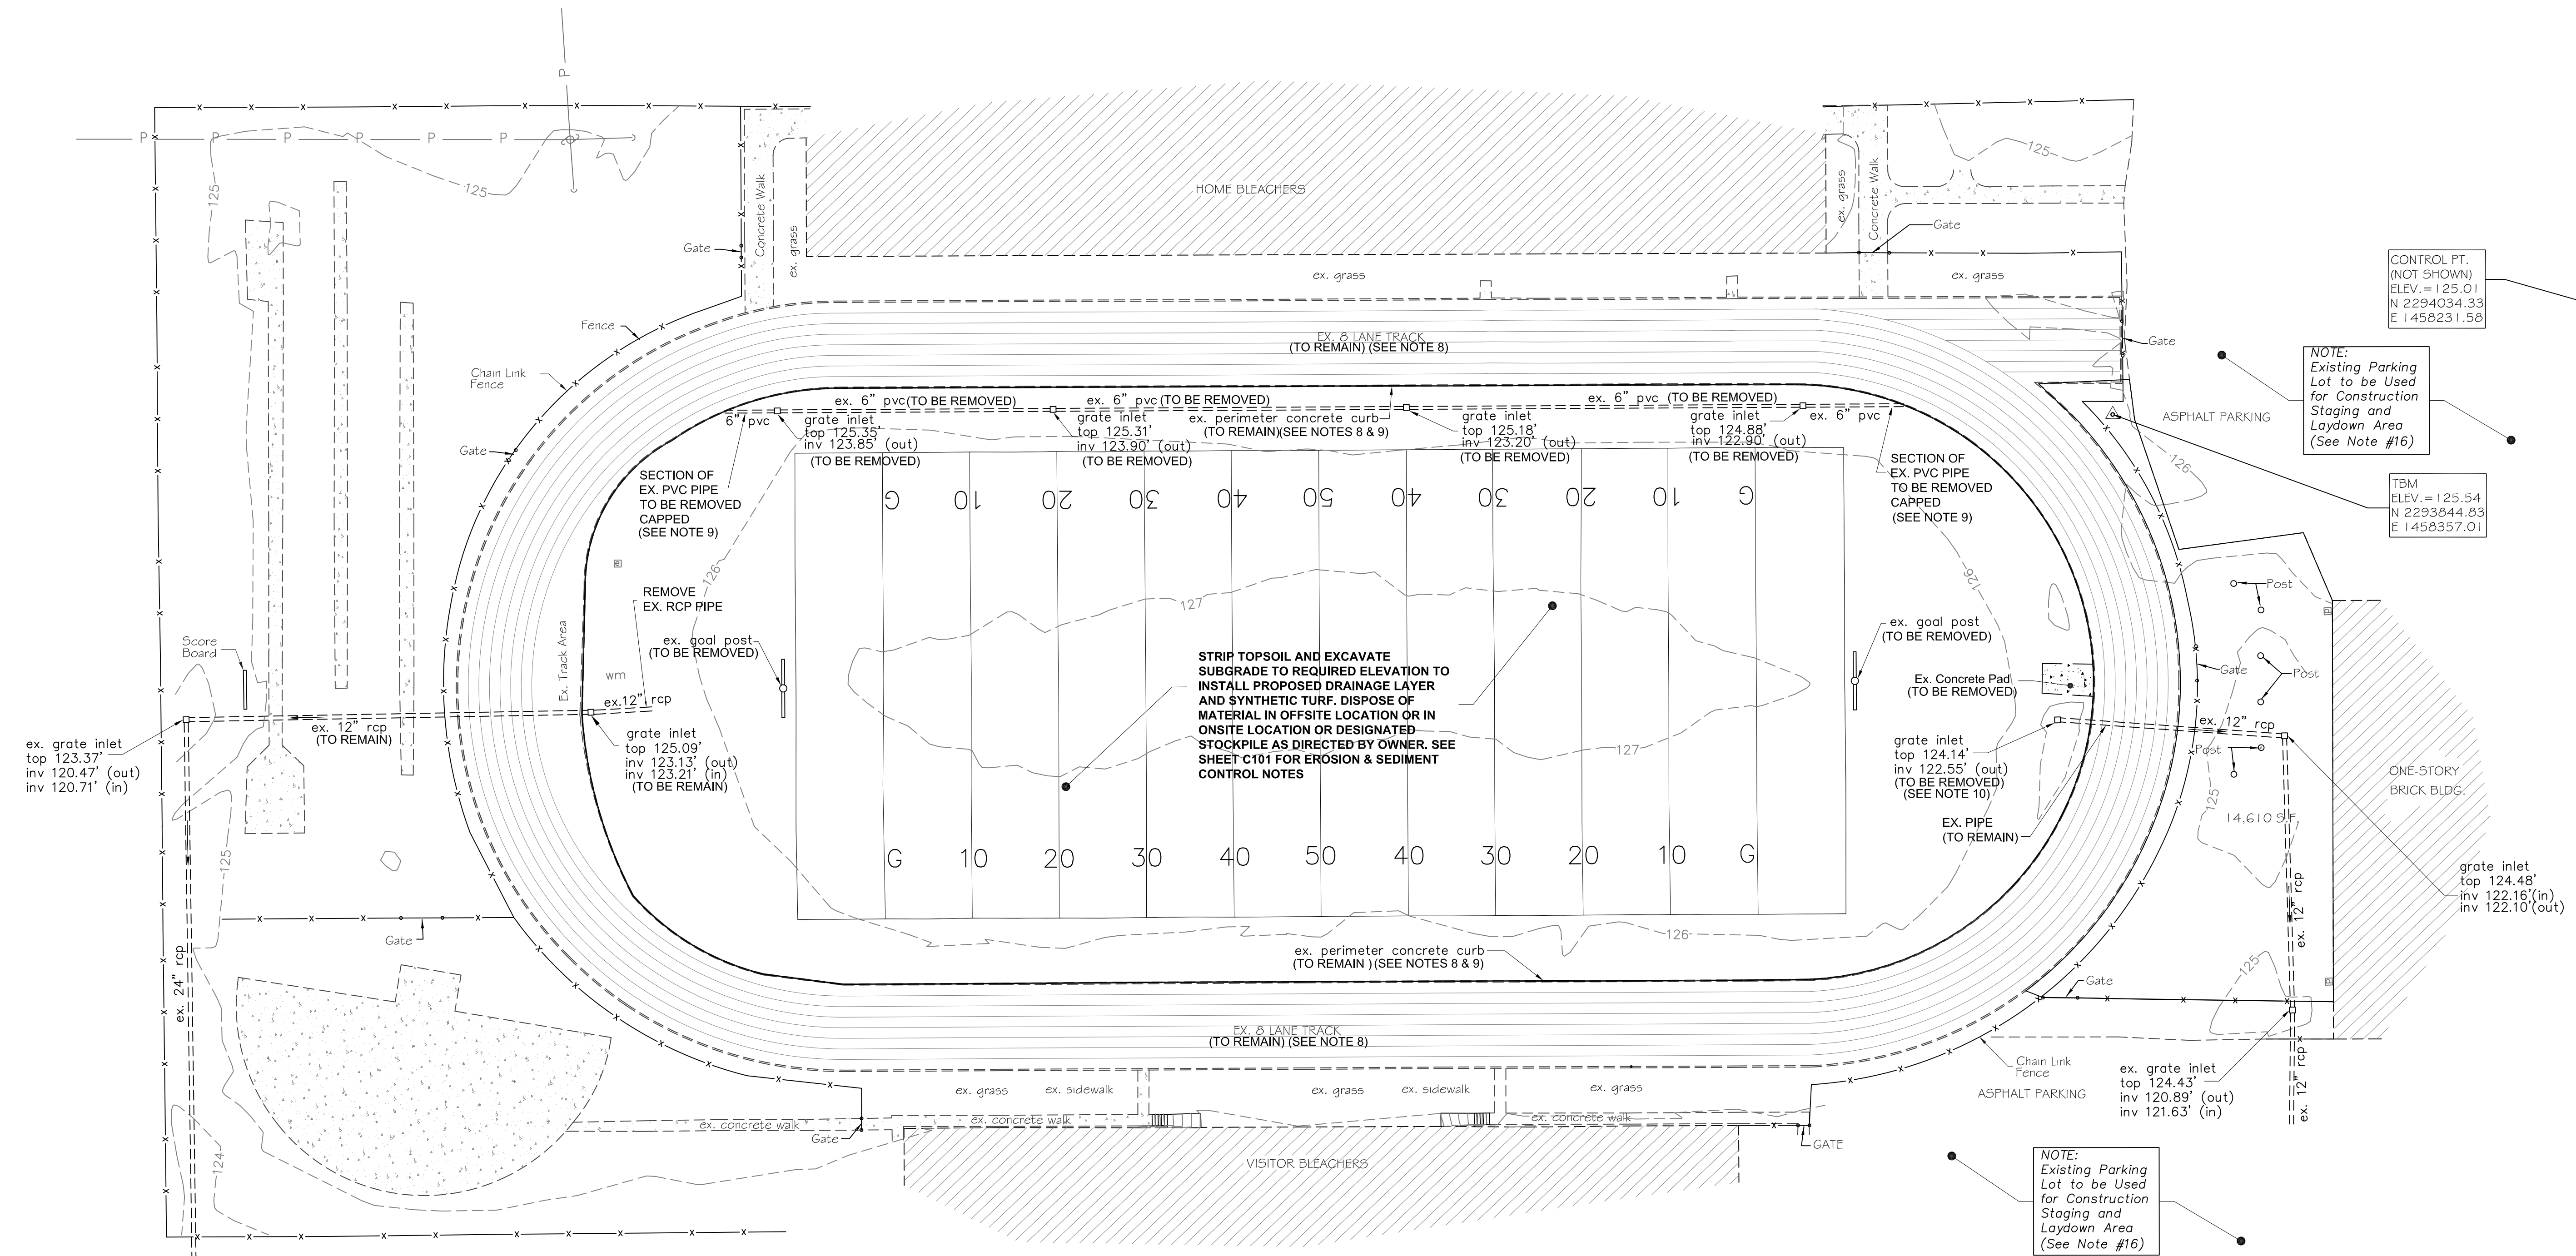 P
P P P P P P
125
125
Concrete Walk
ex. grass
Gate
HOME BLEACHERS
ex. grass
Concrete Walk
Gate
125
ex. grass
ex. grass
CONTROL PT.
(NOT SHOWN)
ELEV.=125.01
N 2294034.33
E 1458231.58
Fence
Chain Link
Fence
Gate
EX. 8 LANE TRACK
(TO REMAIN) (SEE NOTE 8)
Gate
NOTE:
Existing Parking
Lot to be Used
for Construction
Staging and
Laydown Area
(See Note #16)
ASPHALT PARKING
126
TBM
ELEV.=125.54
N 2293844.83
E 1458357.01
ex. 6" pvc (TO BE REMOVED)
ex. 6" pvc (TO BE REMOVED)
ex. 6" pvc (TO BE REMOVED)
6" pvc
ex. 6" pvc
grate inlet
top 125.35'
inv 123.85' (out)
(TO BE REMOVED)
grate inlet
top 125.31'
inv 123.90' (out)
(TO BE REMOVED)
ex. perimeter concrete curb
(TO REMAIN)(SEE NOTES 8 & 9)
grate inlet
top 125.18'
inv 123.20' (out)
(TO BE REMOVED)
grate inlet
top 124.88'
inv 122.90' (out)
(TO BE REMOVED)
SECTION OF
EX. PVC PIPE
TO BE REMOVED
CAPPED
(SEE NOTE 9)
SECTION OF
EX. PVC PIPE
TO BE REMOVED
CAPPED
(SEE NOTE 9)
G 10 20 30 40 50 40 30 20 10 G
126
127
126
REMOVE
EX. RCP PIPE
ex. goal post
(TO BE REMOVED)
Ex. Track Area
wm
ex.12" rcp
grate inlet
top 125.09'
inv 123.13' (out)
inv 123.21' (in)
(TO BE REMAIN)
Score
Board
ex. 12" rcp
(TO REMAIN)
ex. grate inlet
top 123.37'
inv 120.47' (out)
inv 120.71' (in)
STRIP TOPSOIL AND EXCAVATE
SUBGRADE TO REQUIRED ELEVATION TO
INSTALL PROPOSED DRAINAGE LAYER
AND SYNTHETIC TURF. DISPOSE OF
MATERIAL IN OFFSITE LOCATION OR IN
ONSITE LOCATION OR DESIGNATED
STOCKPILE AS DIRECTED BY OWNER. SEE
SHEET C101 FOR EROSION & SEDIMENT
CONTROL NOTES
127
ex. goal post
(TO BE REMOVED)
Ex. Concrete Pad
(TO BE REMOVED)
grate inlet
top 124.14'
inv 122.55' (out)
(TO BE REMOVED)
(SEE NOTE 10)
EX. PIPE
(TO REMAIN)
ex. 12" rcp
Post
Gate
Post
Post
125
14,610 S.F.
ONE-STORY
BRICK BLDG.
grate inlet
top 124.48'
inv 122.16'(in)
inv 122.10'(out)
ex. 12" rcp
G 10 20 30 40 50 40 30 20 10 G
126
125
Gate
ex. 24" rcp
ex. perimeter concrete curb
(TO REMAIN )(SEE NOTES 8 & 9)
125
Gate
EX. 8 LANE TRACK
(TO REMAIN) (SEE NOTE 8)
Chain Link
Fence
ASPHALT PARKING
ex. grate inlet
top 124.43'
inv 120.89' (out)
inv 121.63' (in)
ex. 12" rcp
ex. grass
ex. sidewalk
ex. grass
ex. sidewalk
ex. grass
ex. concrete walk
ex. concrete walk
ex. concrete walk
Gate
GATE
124
VISITOR BLEACHERS
NOTE:
Existing Parking
Lot to be Used
for Construction
Staging and
Laydown Area
(See Note #16)